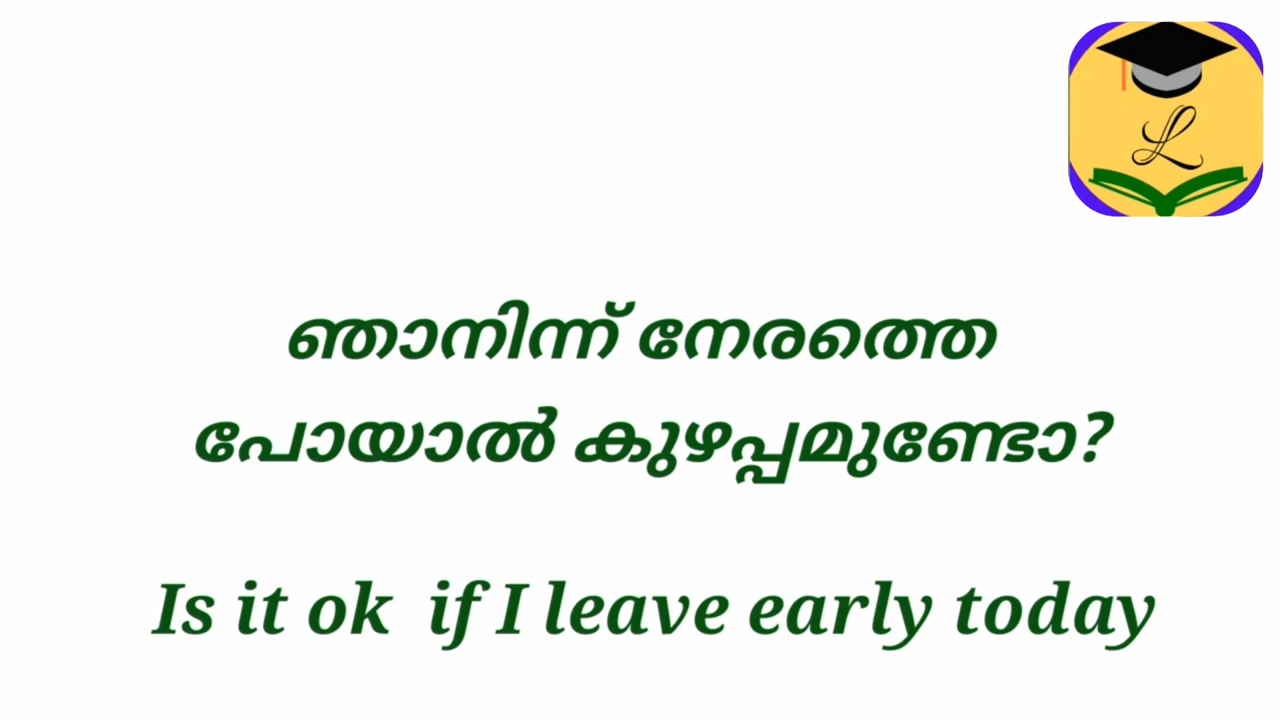 L
ഞാനിന്ന് നേരത്തെ
പോയാൽ കുഴപ്പമുണ്ടോ?
Is it ok if I leave early today